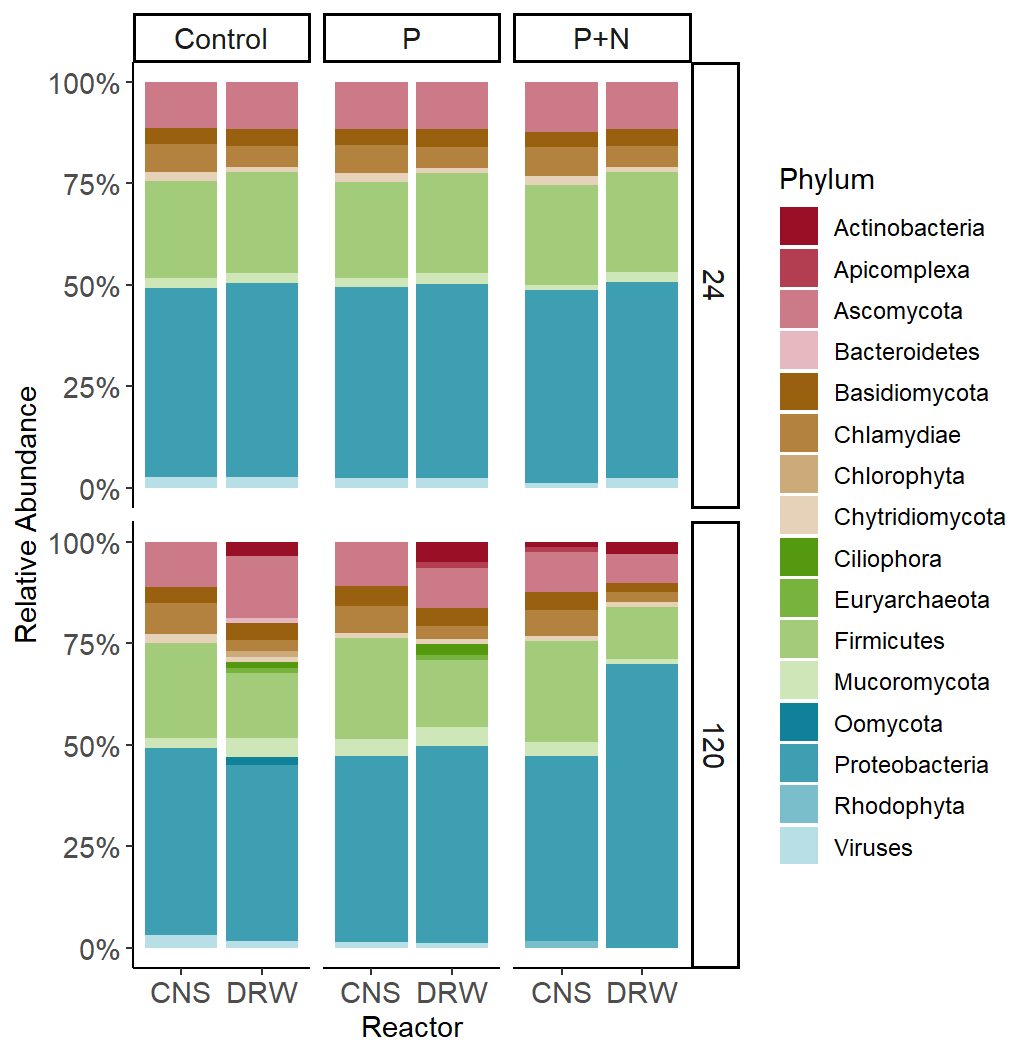 Control P P+N
100%
75%
50%
25%
0%
24
100%
75%
50%
25%
0%
120
CNS DRW CNS DRW CNS DRW
Reactor
Relative Abundance
Phylum
Actinobacteria
Apicomplexa
Ascomycota
Bacteroidetes
Basidiomycota
Chlamydiae
Chlorophyta
Chytridiomycota
Ciliophora
Euryarchaeota
Firmicutes
Mucoromycota
Oomycota
Proteobacteria
Rhodophyta
Viruses